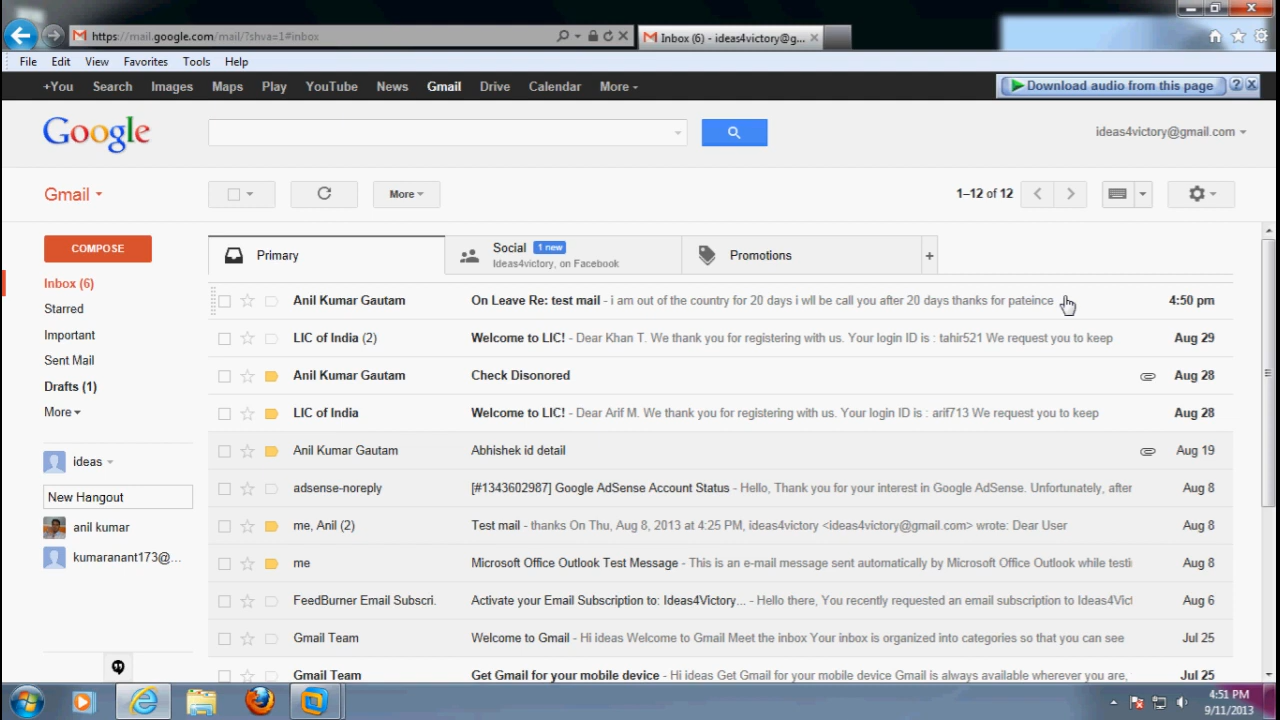 https://mail.google.com/mail/?shva=1#inbox
Inbox (6) - ideas4victory@g...
File Edit View Favorites Tools Help
+You Search Images Maps Play YouTube News Gmail Drive Calendar More
Download audio from this page
Google
ideas4victory@gmail.com
Gmail
More
1–12 of 12
COMPOSE
Inbox (6)
Starred
Important
Sent Mail
Drafts (1)
More
ideas
New Hangout
anil kumar
kumaranant173@...
Primary
Social 1 new
Ideas4victory, on Facebook
Promotions
+
Anil Kumar Gautam On Leave Re: test mail - i am out of the country for 20 days i wll be call you after 20 days thanks for pateince 4:50 pm
LIC of India (2) Welcome to LIC! - Dear Khan T. We thank you for registering with us. Your login ID is : tahir521 We request you to keep Aug 29
Anil Kumar Gautam Check Disonored Aug 28
LIC of India Welcome to LIC! - Dear Arif M. We thank you for registering with us. Your login ID is : arif713 We request you to keep Aug 28
Anil Kumar Gautam Abhishek id detail Aug 19
adsense-noreply [#1343602987] Google AdSense Account Status - Hello, Thank you for your interest in Google AdSense. Unfortunately, after Aug 8
me, Anil (2) Test mail - thanks On Thu, Aug 8, 2013 at 4:25 PM, ideas4victory <ideas4victory@gmail.com> wrote: Dear User Aug 8
me Microsoft Office Outlook Test Message - This is an e-mail message sent automatically by Microsoft Office Outlook while testi Aug 8
FeedBurner Email Subscri. Activate your Email Subscription to: Ideas4Victory... - Hello there, You recently requested an email subscription to Ideas4Vict Aug 6
Gmail Team Welcome to Gmail - Hi ideas Welcome to Gmail Meet the inbox Your inbox is organized into categories so that you can see Jul 25
Gmail Team Get Gmail for your mobile device - Hi ideas Get Gmail for your mobile device Gmail is always available wherever you are, Jul 25
4:51 PM
9/11/2013